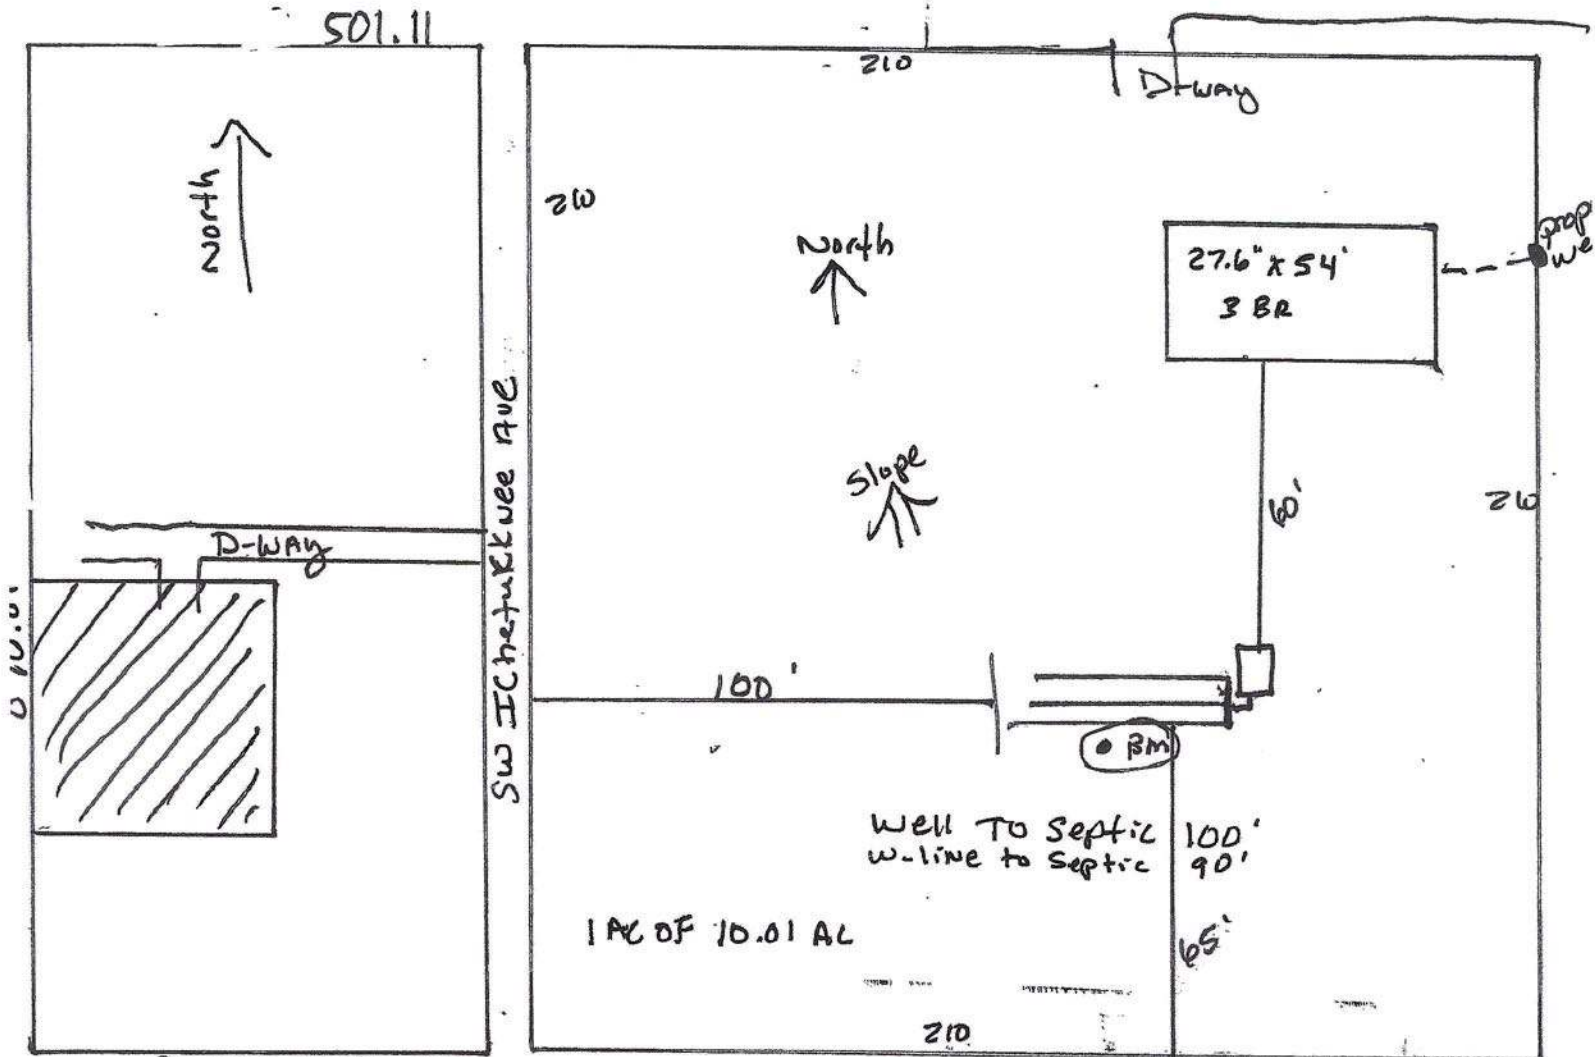 501.11
North
D-WAY
SW IChetuKKNee AVE
210
D-WAY
210
North
27.6" x 54'
3 BR
prop
we
Slope
60'
210
100'
BM
Well To Septic 100'
W-line to Septic 90'
1 AC OF 10.01 AC
65'
210